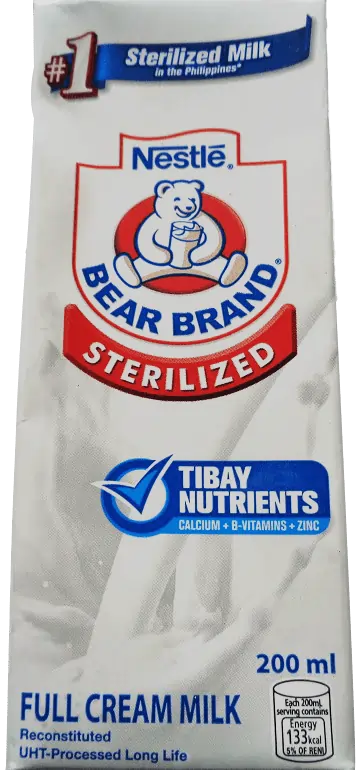 #1 Sterilized Milk
in the Philippines*
Nestlé®
BEAR BRAND®
STERILIZED
TIBAY
NUTRIENTS
CALCIUM + B-VITAMINS + ZINC
200 ml
FULL CREAM MILK
Reconstituted
UHT-Processed Long Life
Each 200mL
serving contains
Energy
133kcal
5% OF RENI